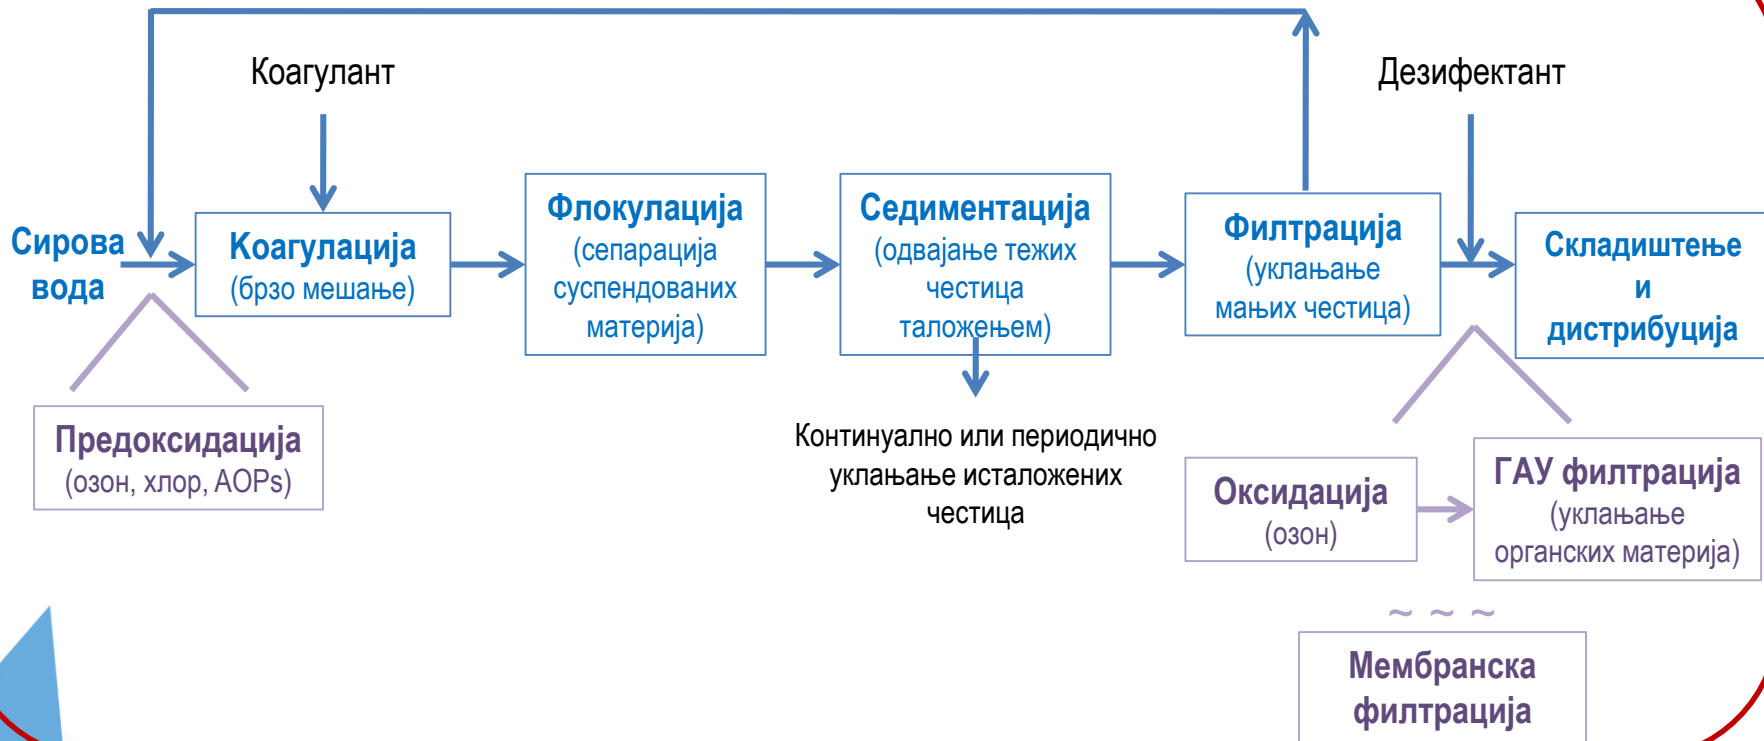 Коагулант
Дезифектант
Сирова
вода
Коагулација
(брзо мешање)
Флокулација
(сепарација
суспендованих
материја)
Седиментација
(одвајање тежих
честица
таложењем)
Филтрација
(уклањање
мањих честица)
Складиштење
и
дистрибуција
Предоксидација
(озон, хлор, AOPs)
Континуално или периодично
уклањање исталожених
честица
Оксидација
(озон)
ГАУ филтрација
(уклањање
органских материја)
~ ~ ~
Мембранска
филтрација